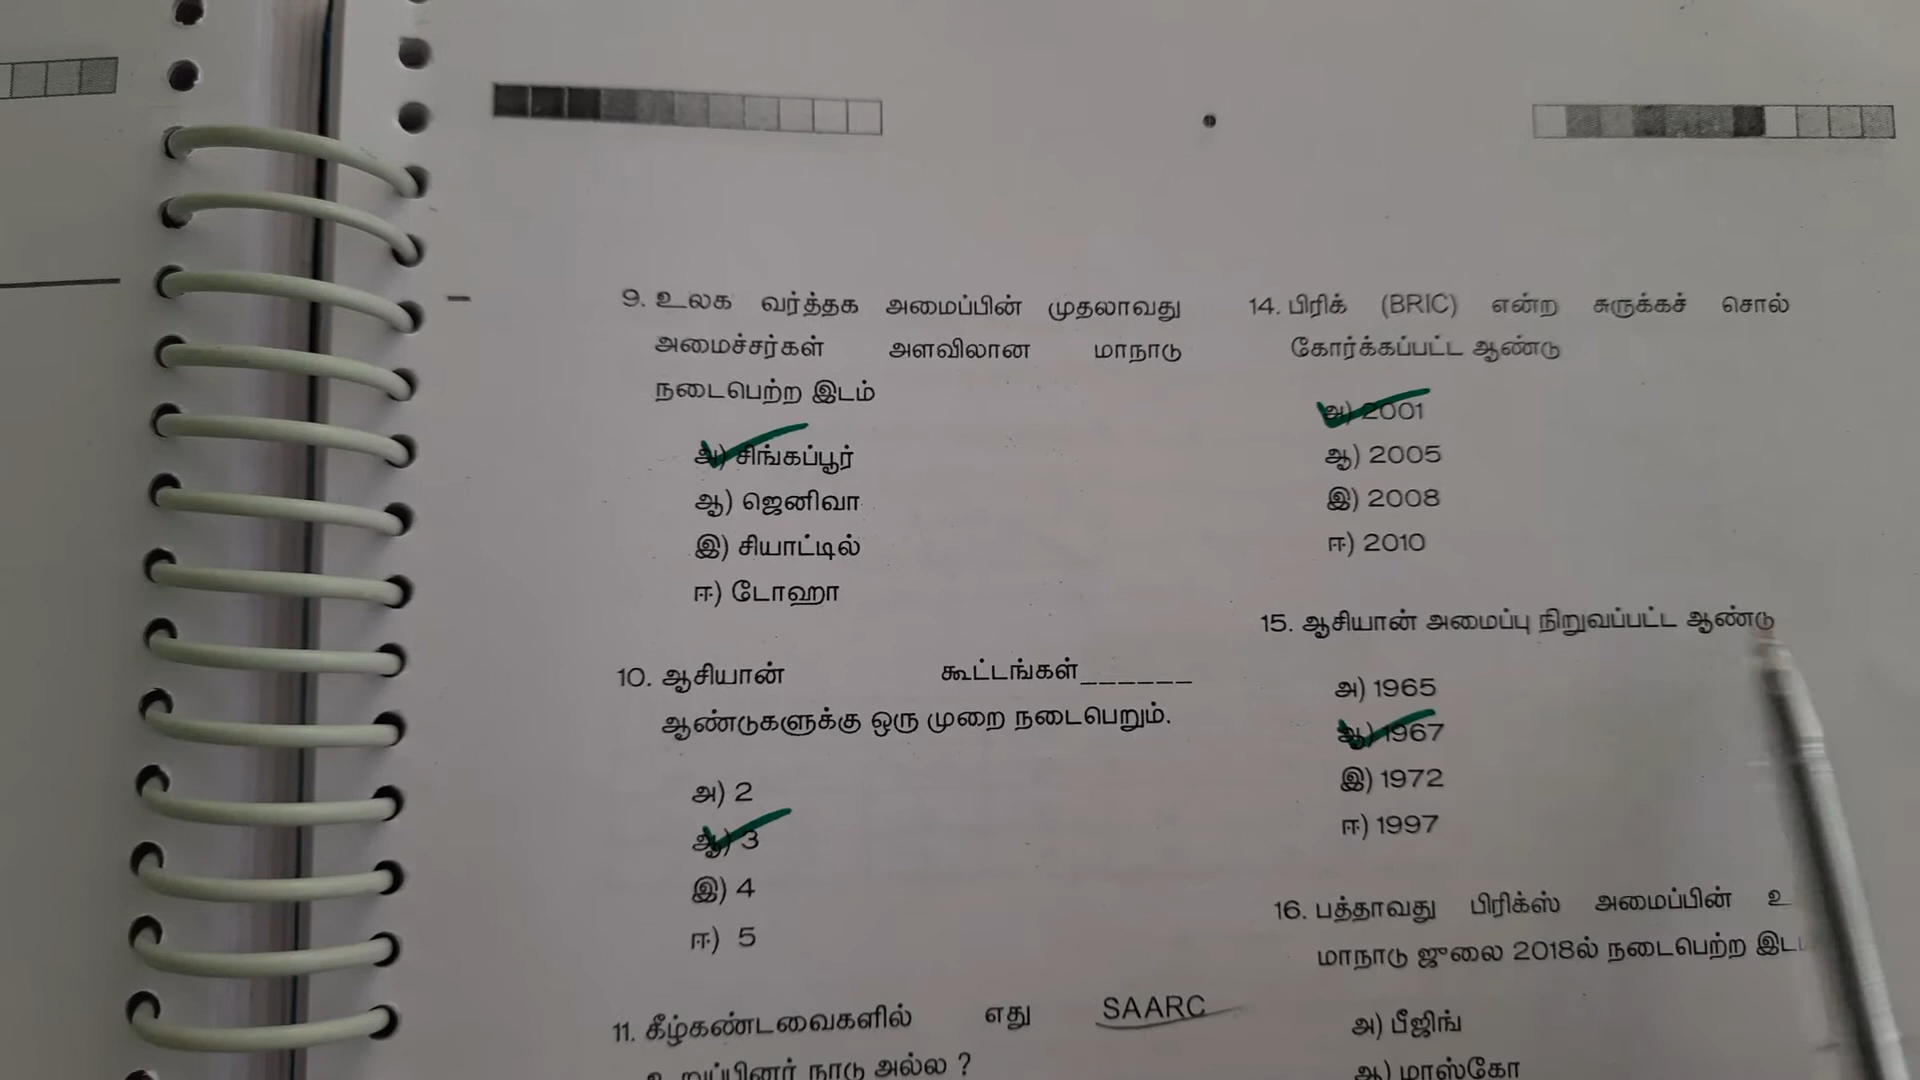 9. உலக வர்த்தக அமைப்பின் முதலாவது
அமைச்சர்கள் அளவிலான மாநாடு
நடைபெற்ற இடம்
அ) சிங்கப்பூர்
ஆ) ஜெனிவா
இ) சியாட்டில்
ஈ) டோஹா
10. ஆசியான் கூட்டங்கள்______
ஆண்டுகளுக்கு ஒரு முறை நடைபெறும்.
அ) 2
ஆ) 3
இ) 4
ஈ) 5
11. கீழ்கண்டவைகளில் எது SAARC
உறுப்பினர் நாடு அல்ல ?
14. பிரிக் (BRIC) என்ற சுருக்கச் சொல்
கோர்க்கப்பட்ட ஆண்டு
அ) 2001
ஆ) 2005
இ) 2008
ஈ) 2010
15. ஆசியான் அமைப்பு நிறுவப்பட்ட ஆண்டு
அ) 1965
ஆ) 1967
இ) 1972
ஈ) 1997
16. பத்தாவது பிரிக்ஸ் அமைப்பின்
மாநாடு ஜுலை 2018ல் நடைபெற்ற
அ) பீஜிங்
ஆ) மாஸ்கோ